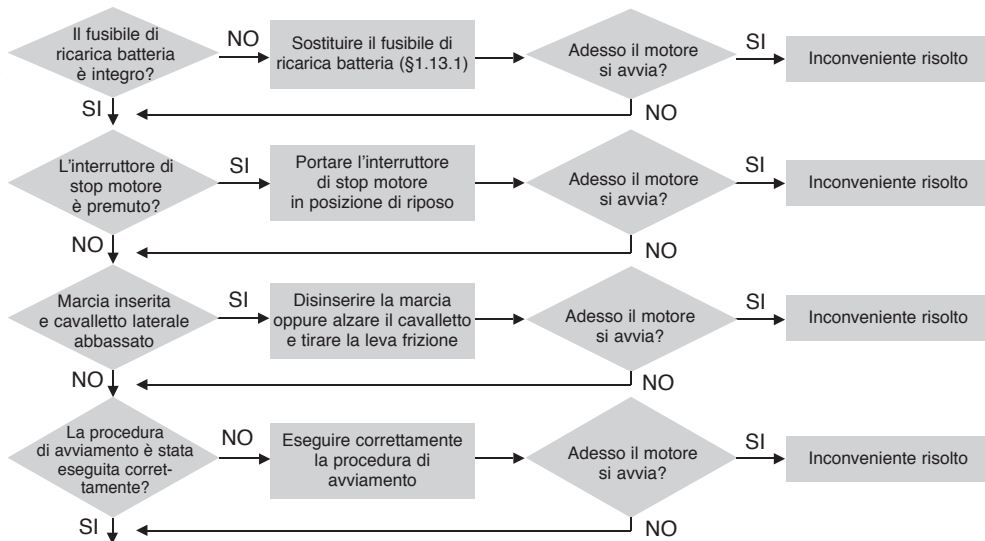 Il fusibile di
ricarica batteria
è integro?
NO
Sostituire il fusibile di
ricarica batteria (§1.13.1)
Adesso il motore
si avvia?
SI
Inconveniente risolto
SI
NO
L'interruttore di
stop motore
è premuto?
SI
Portare l'interruttore
di stop motore
in posizione di riposo
Adesso il motore
si avvia?
SI
Inconveniente risolto
NO
NO
Marcia inserita
e cavalletto laterale
abbassato
SI
Disinserire la marcia
oppure alzare il cavalletto
e tirare la leva frizione
Adesso il motore
si avvia?
SI
Inconveniente risolto
NO
NO
La procedura
di avviamento è stata
eseguita corret-
tamente?
NO
Eseguire correttamente
la procedura di
avviamento
Adesso il motore
si avvia?
SI
Inconveniente risolto
SI
NO